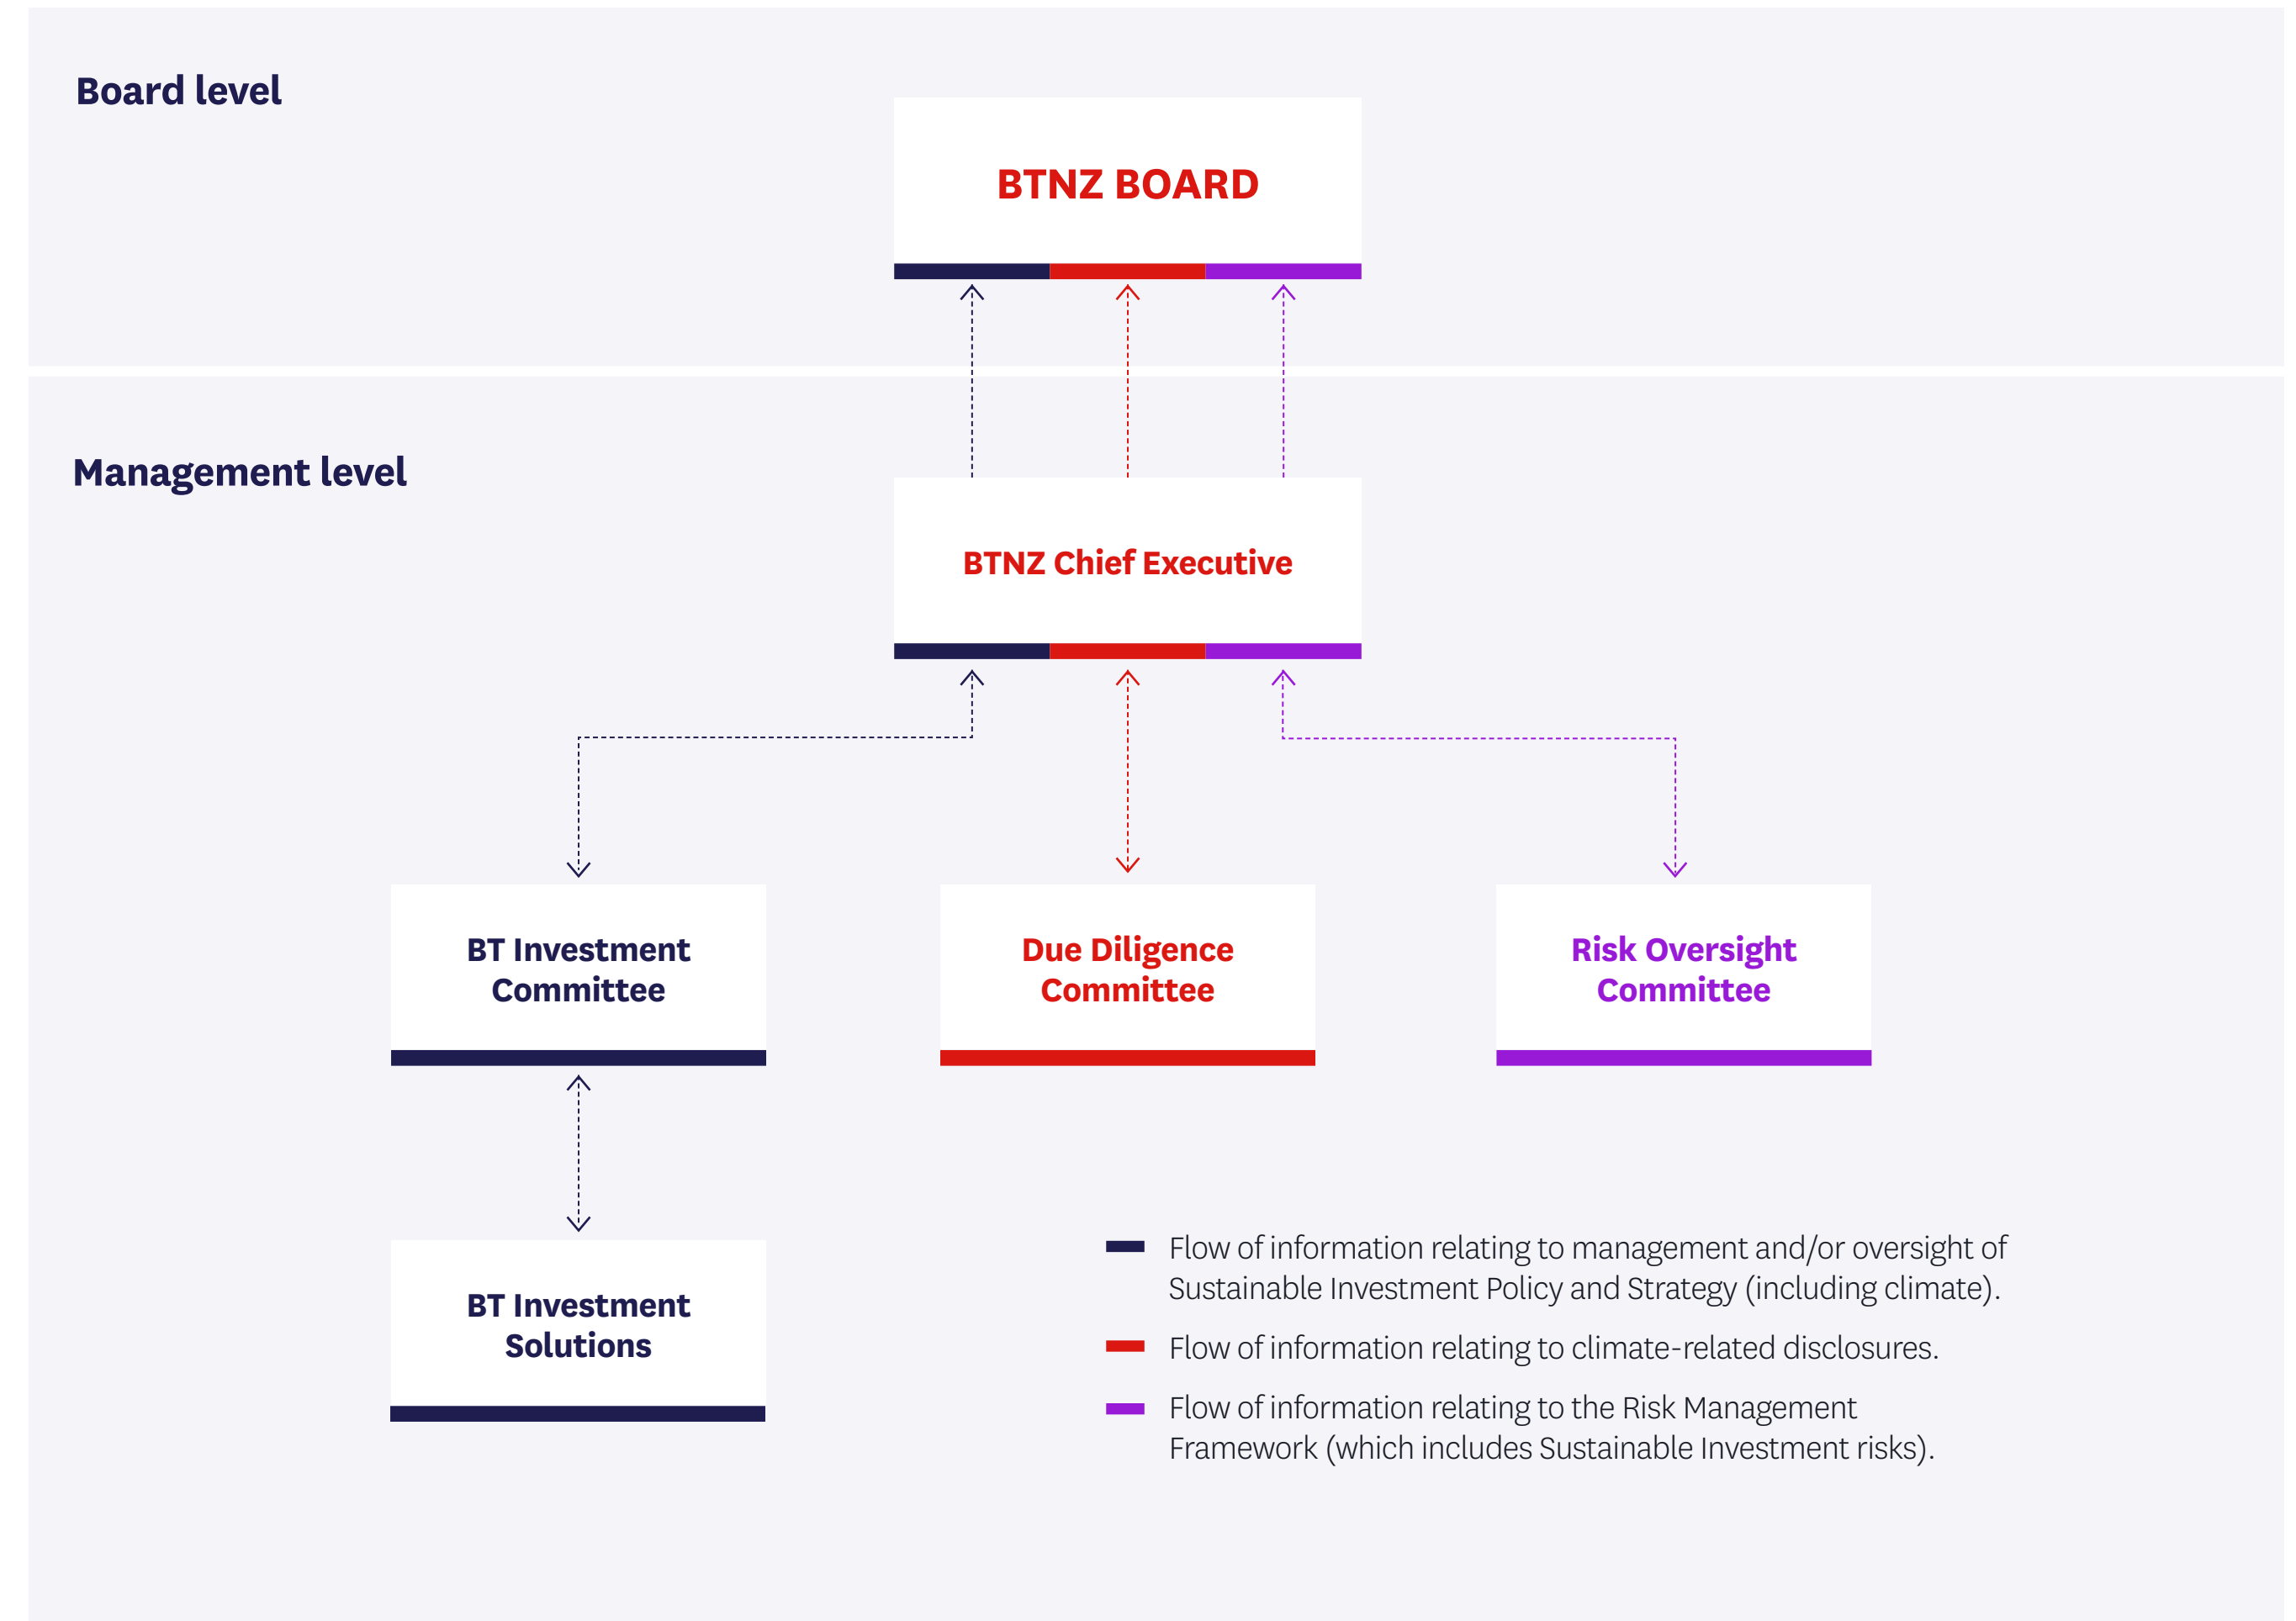 Board level
BTNZ BOARD
Management level
BTNZ Chief Executive
BT Investment
Committee
Due Diligence
Committee
Risk Oversight
Committee
BT Investment
Solutions
Flow of information relating to management and/or oversight of
Sustainable Investment Policy and Strategy (including climate).
Flow of information relating to climate-related disclosures.
Flow of information relating to the Risk Management
Framework (which includes Sustainable Investment risks).